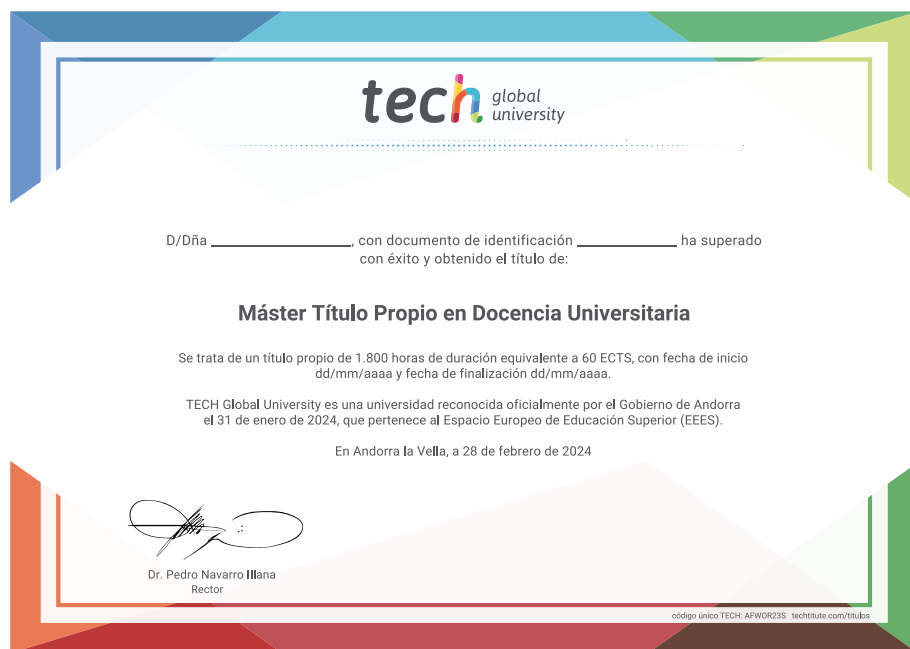 tech global university
D/Dña ______________, con documento de identificación __________ ha superado
con éxito y obtenido el título de:
Máster Título Propio en Docencia Universitaria
Se trata de un título propio de 1.800 horas de duración equivalente a 60 ECTS, con fecha de inicio
dd/mm/aaaa y fecha de finalización dd/mm/aaaa.
TECH Global University es una universidad reconocida oficialmente por el Gobierno de Andorra
el 31 de enero de 2024, que pertenece al Espacio Europeo de Educación Superior (EEES).
En Andorra la Vella, a 28 de febrero de 2024
Dr. Pedro Navarro Illana
Rector
código único TECH: AFWOR23S techtitute.com/titulos